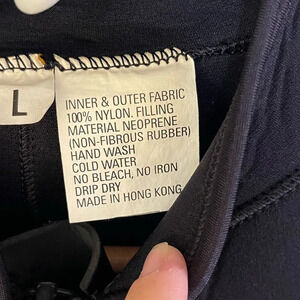 L
INNER & OUTER FABRIC
100% NYLON. FILLING
MATERIAL NEOPRENE
(NON-FIBROUS RUBBER)
HAND WASH
COLD WATER
NO BLEACH, NO IRON
DRIP DRY
MADE IN HONG KONG